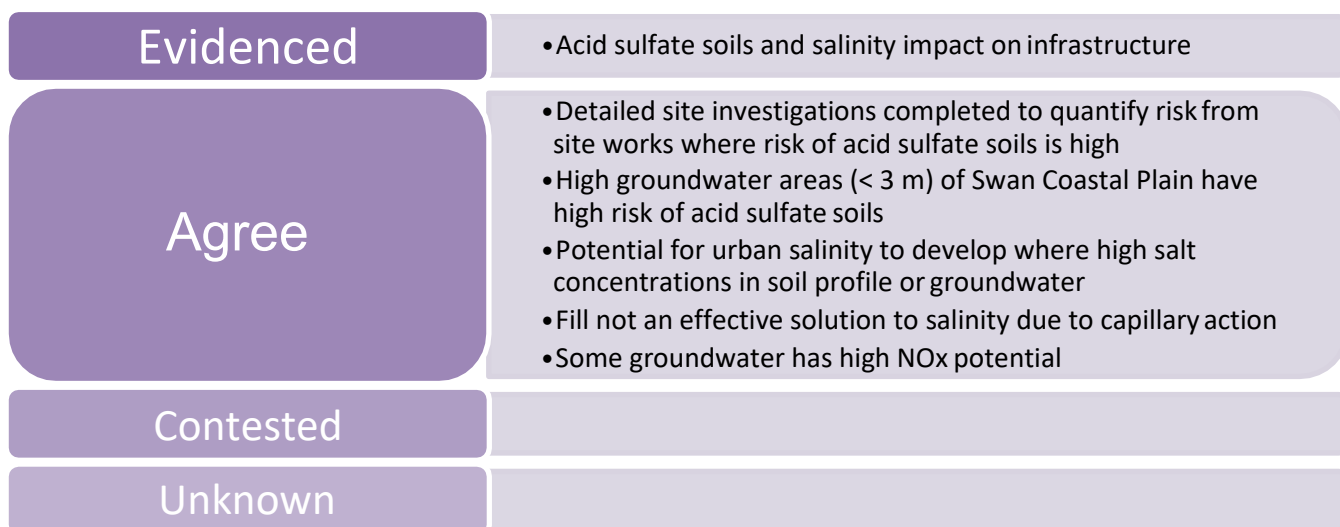 Evidenced
•Acid sulfate soils and salinity impact on infrastructure
Agree
•Detailed site investigations completed to quantify risk from
site works where risk of acid sulfate soils is high
•High groundwater areas (< 3 m) of Swan Coastal Plain have
high risk of acid sulfate soils
•Potential for urban salinity to develop where high salt
concentrations in soil profile or groundwater
•Fill not an effective solution to salinity due to capillary action
•Some groundwater has high NOx potential
Contested
Unknown